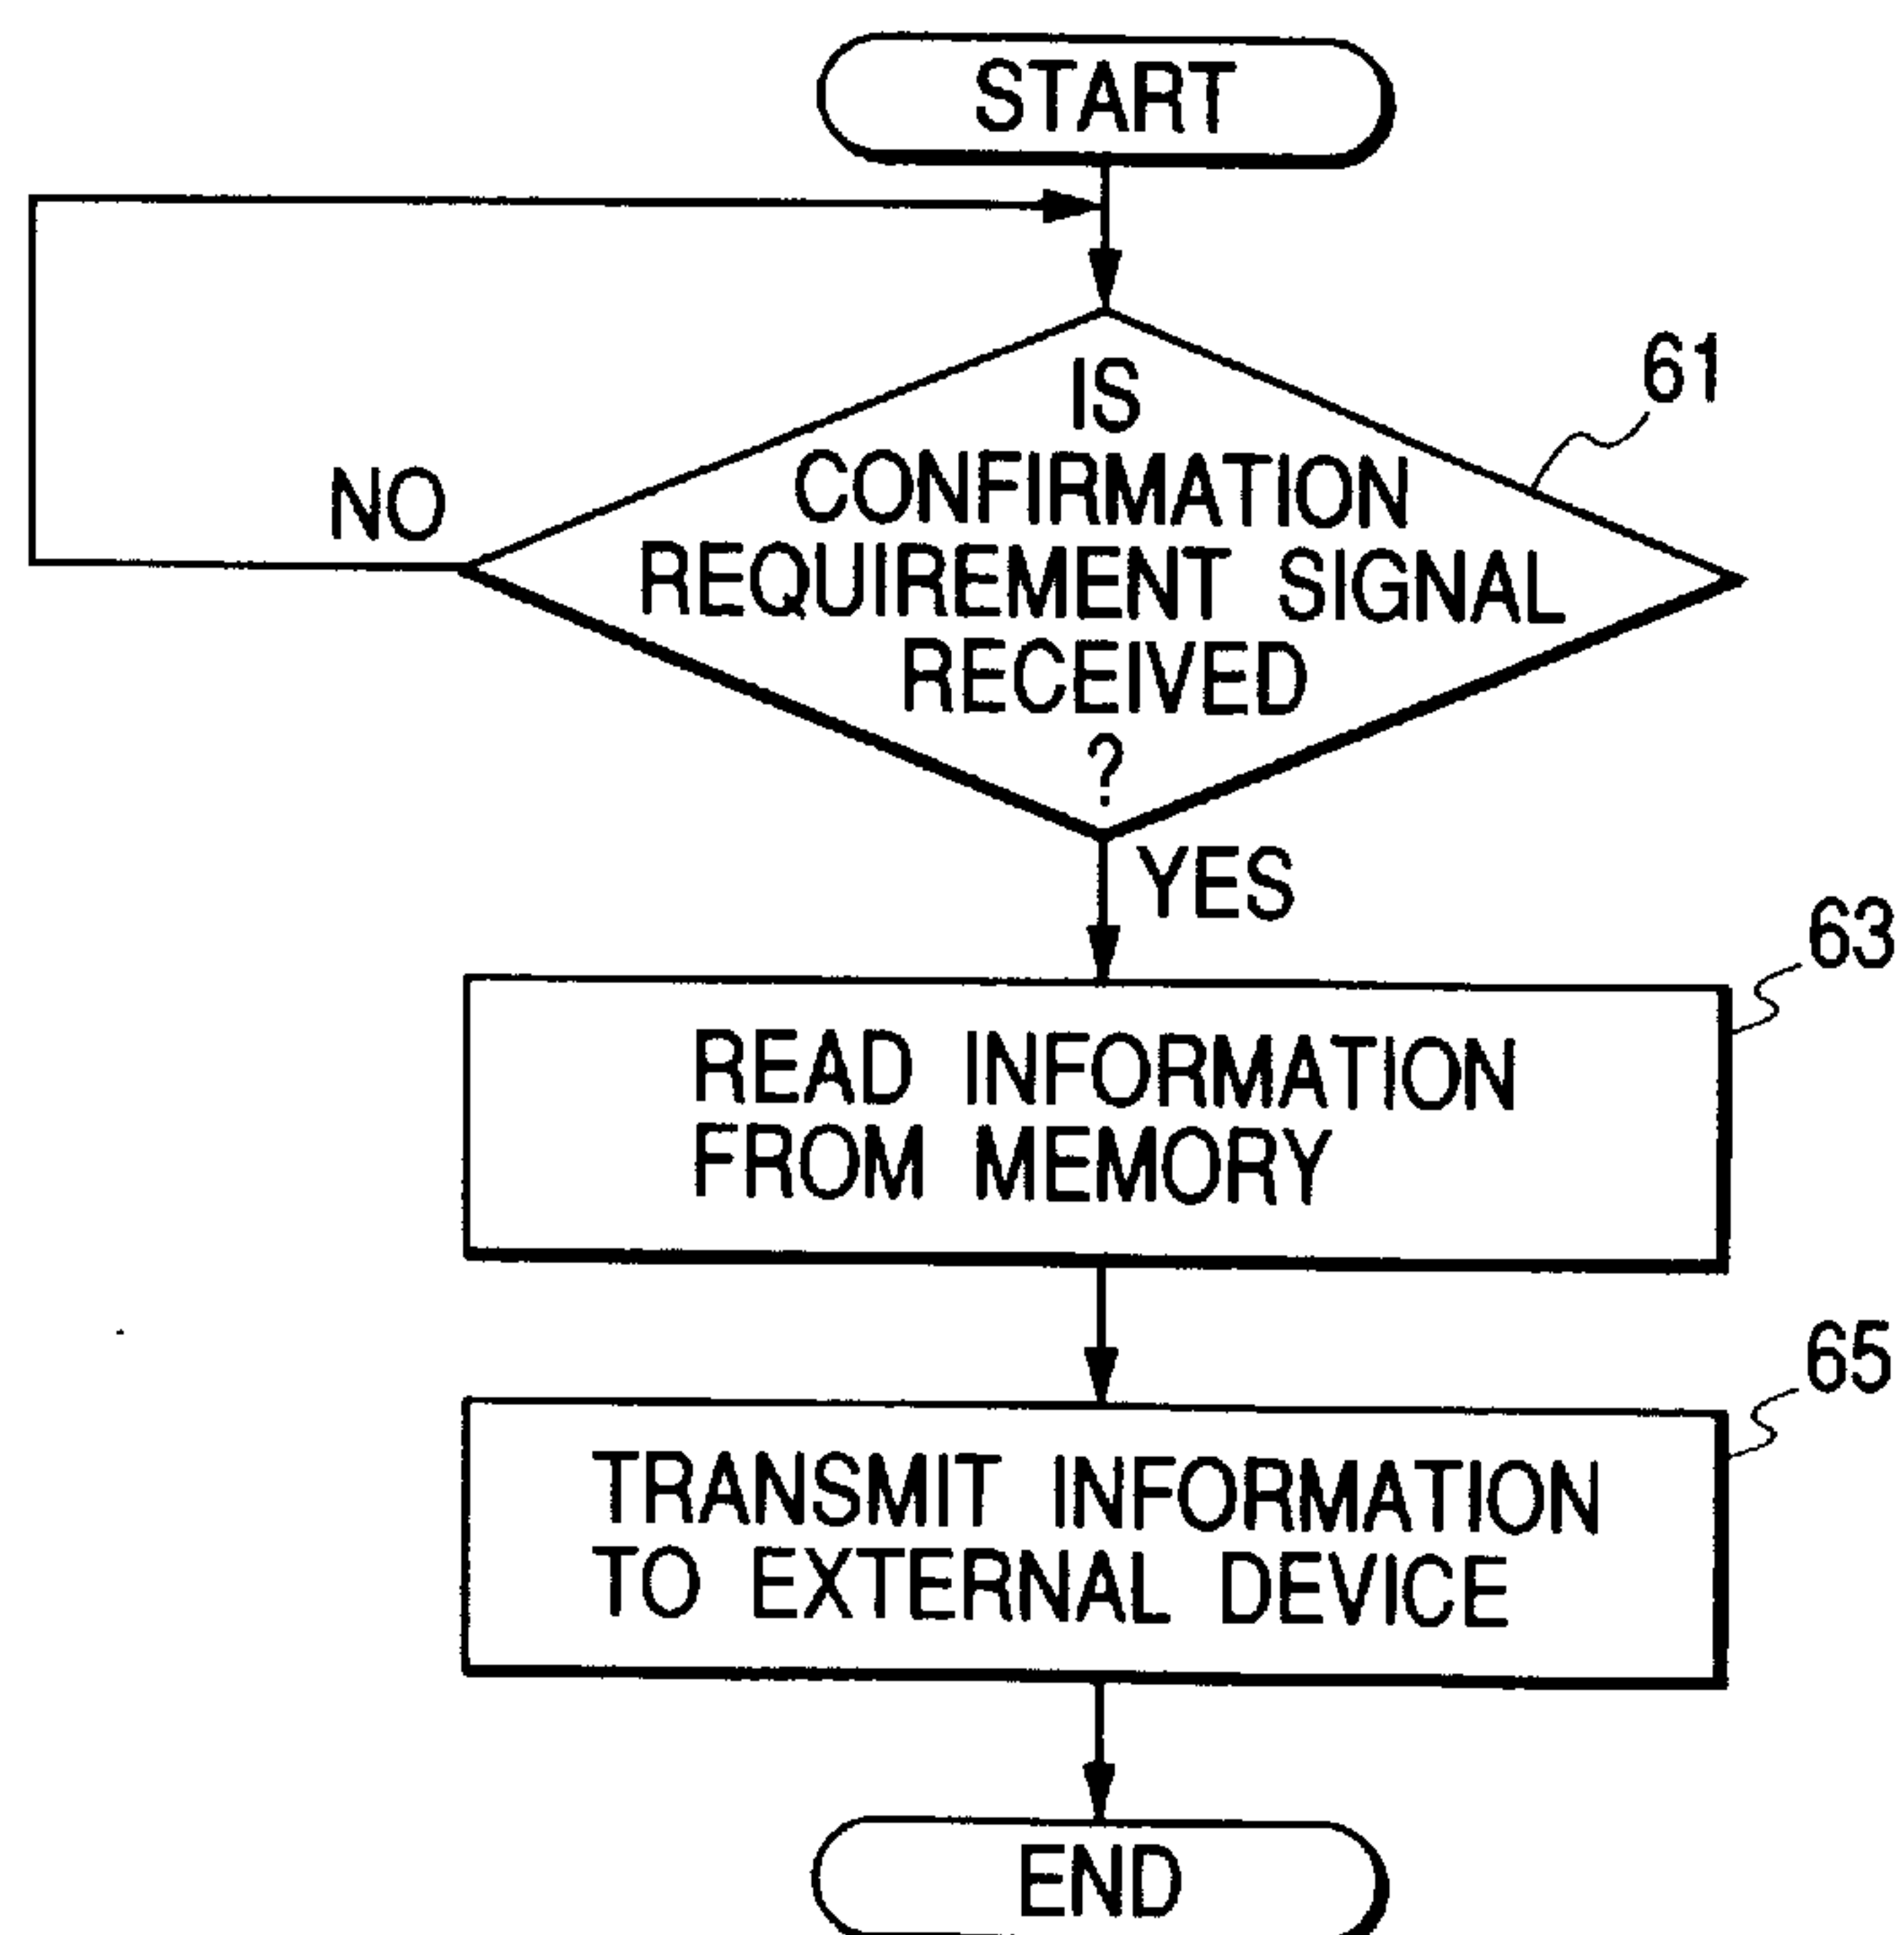 START
61
IS
CONFIRMATION
REQUIREMENT SIGNAL
RECEIVED
?
NO
YES
63
READ INFORMATION
FROM MEMORY
65
TRANSMIT INFORMATION
TO EXTERNAL DEVICE
END